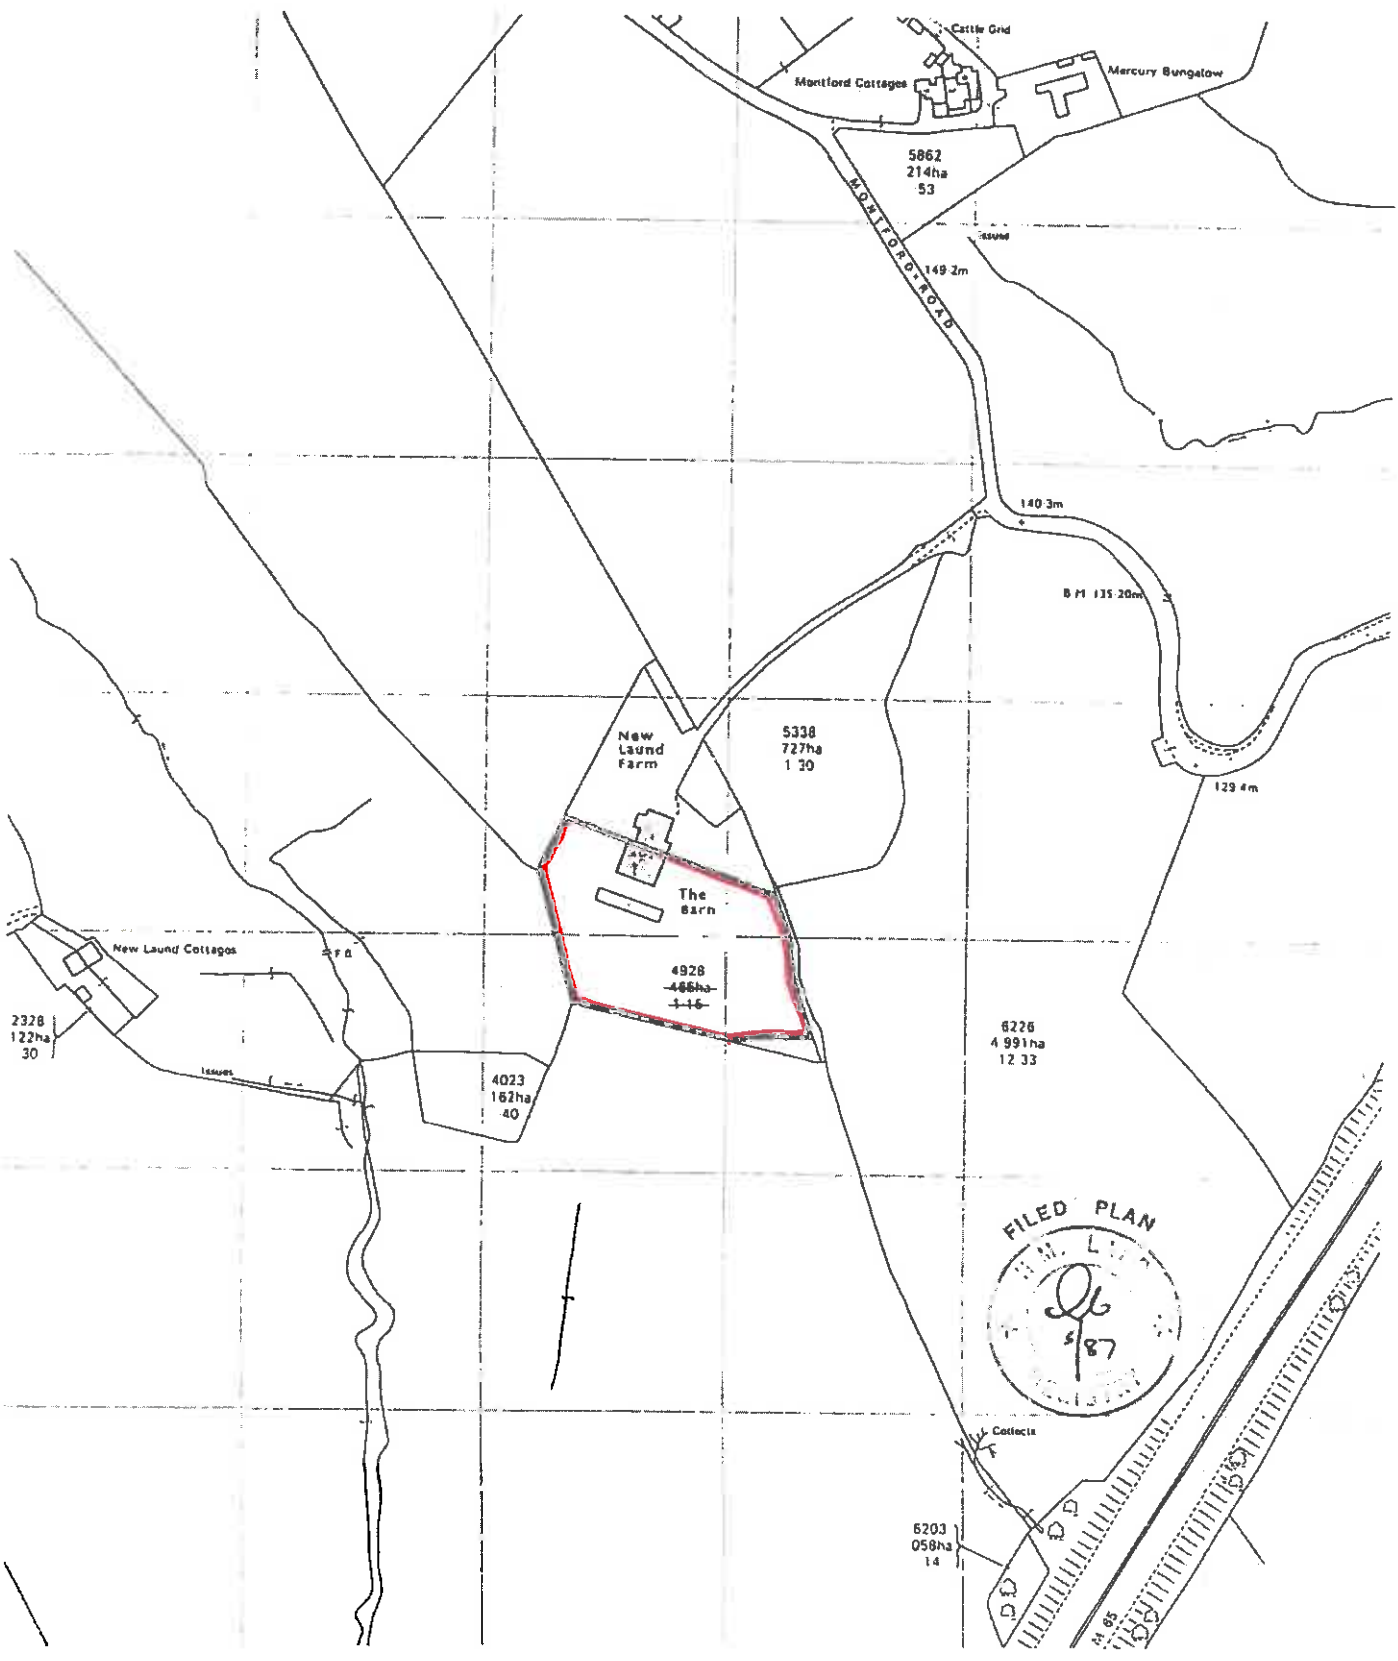 Cattle Grid
Montford Cottages
Mercury Bungalow
5862
214ha
53
MONTFORD ROAD
Issues
149·2m
140·3m
B M 135·20m
129·4m
New
Laund
Farm
5338
727ha
1·30
The
Barn
New Laund Cottages
F B
4928
466ha
1·15
2328
122ha
30
Issues
4023
162ha
·40
6226
4·991ha
12·33
FILED PLAN
H.M.
87
Collects
6203
058ha
14
M 65